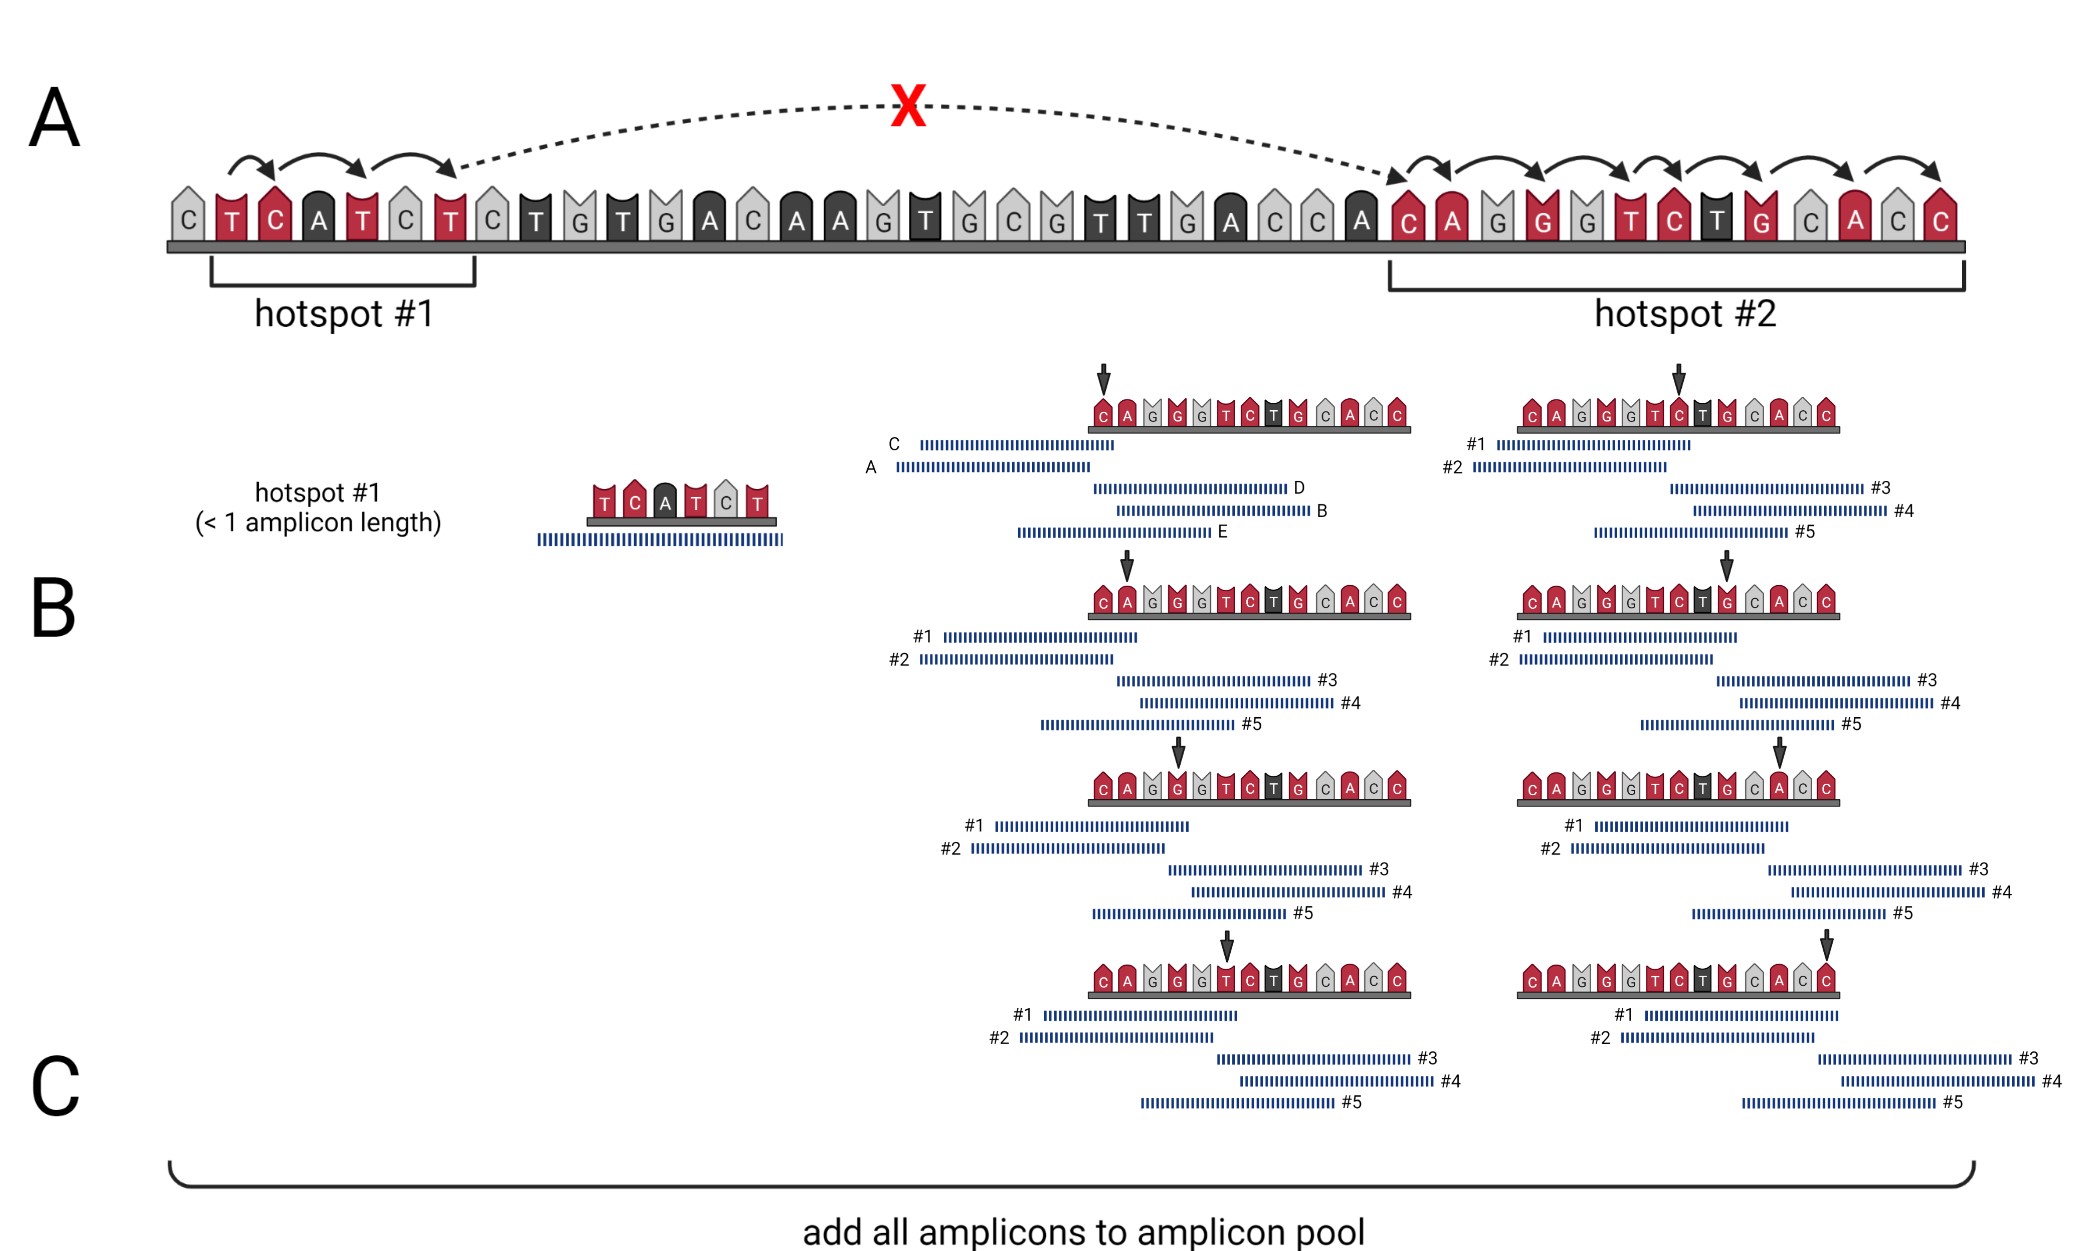 A
X
C T C A T C T C T G T G A C A A G T G C G T T G A C C A C A G G G T C T G C A C C
hotspot #1
hotspot #2
C A G G G T C T G C A C C
C
A
D
B
E
C A G G G T C T G C A C C
#1
#2
#3
#4
#5
hotspot #1
(< 1 amplicon length)
T C A T C T
B
C A G G G T C T G C A C C
#1
#2
#3
#4
#5
C A G G G T C T G C A C C
#1
#2
#3
#4
#5
C A G G G T C T G C A C C
#1
#2
#3
#4
#5
C A G G G T C T G C A C C
#1
#2
#3
#4
#5
C
C A G G G T C T G C A C C
#1
#2
#3
#4
#5
C A G G G T C T G C A C C
#1
#2
#3
#4
#5
add all amplicons to amplicon pool